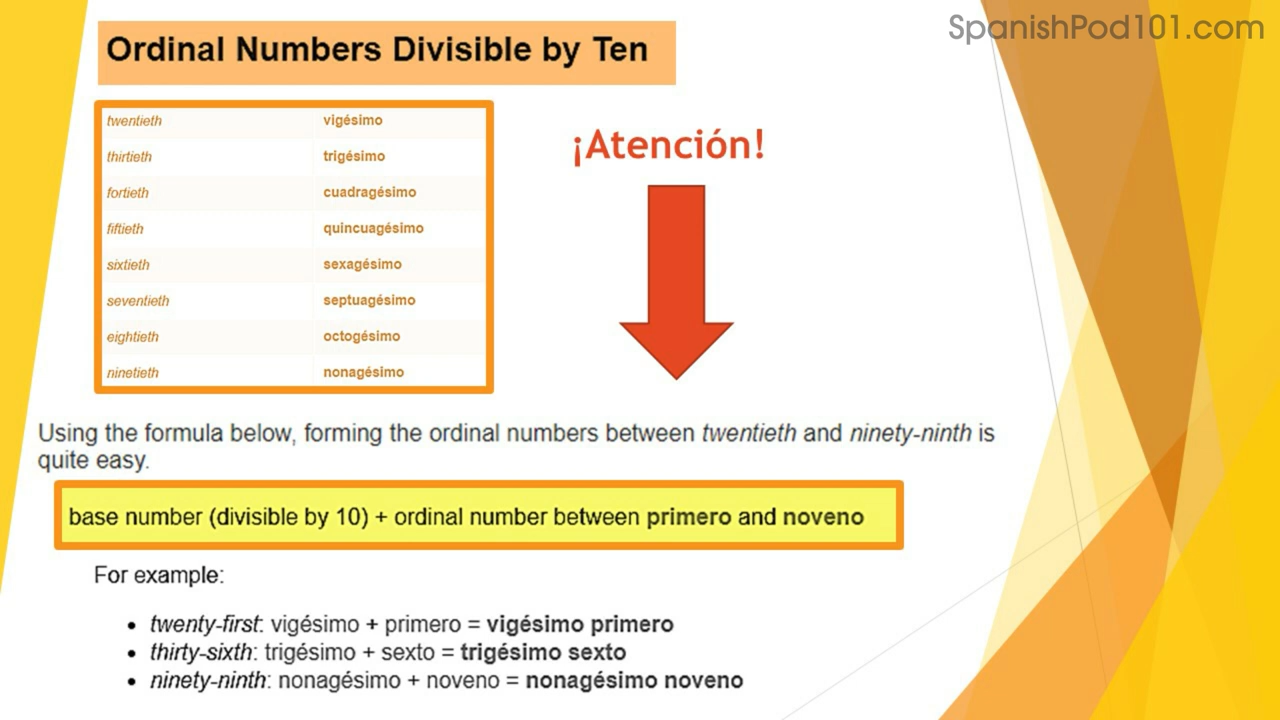 SpanishPod101.com
Ordinal Numbers Divisible by Ten
twentieth vigésimo
thirtieth trigésimo
fortieth cuadragésimo
fiftieth quincuagésimo
sixtieth sexagésimo
seventieth septuagésimo
eightieth octogésimo
ninetieth nonagésimo
¡Atención!
Using the formula below, forming the ordinal numbers between twentieth and ninety-ninth is
quite easy.
base number (divisible by 10) + ordinal number between primero and noveno
For example:
• twenty-first: vigésimo + primero = vigésimo primero
• thirty-sixth: trigésimo + sexto = trigésimo sexto
• ninety-ninth: nonagésimo + noveno = nonagésimo noveno